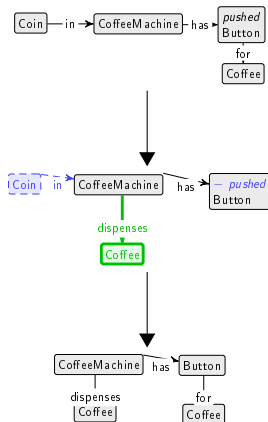 Coin in CoffeeMachine has pushed
Button
for
Coffee
Coin in CoffeeMachine has − pushed
Button
dispenses
Coffee
CoffeeMachine has Button
dispenses for
Coffee Coffee